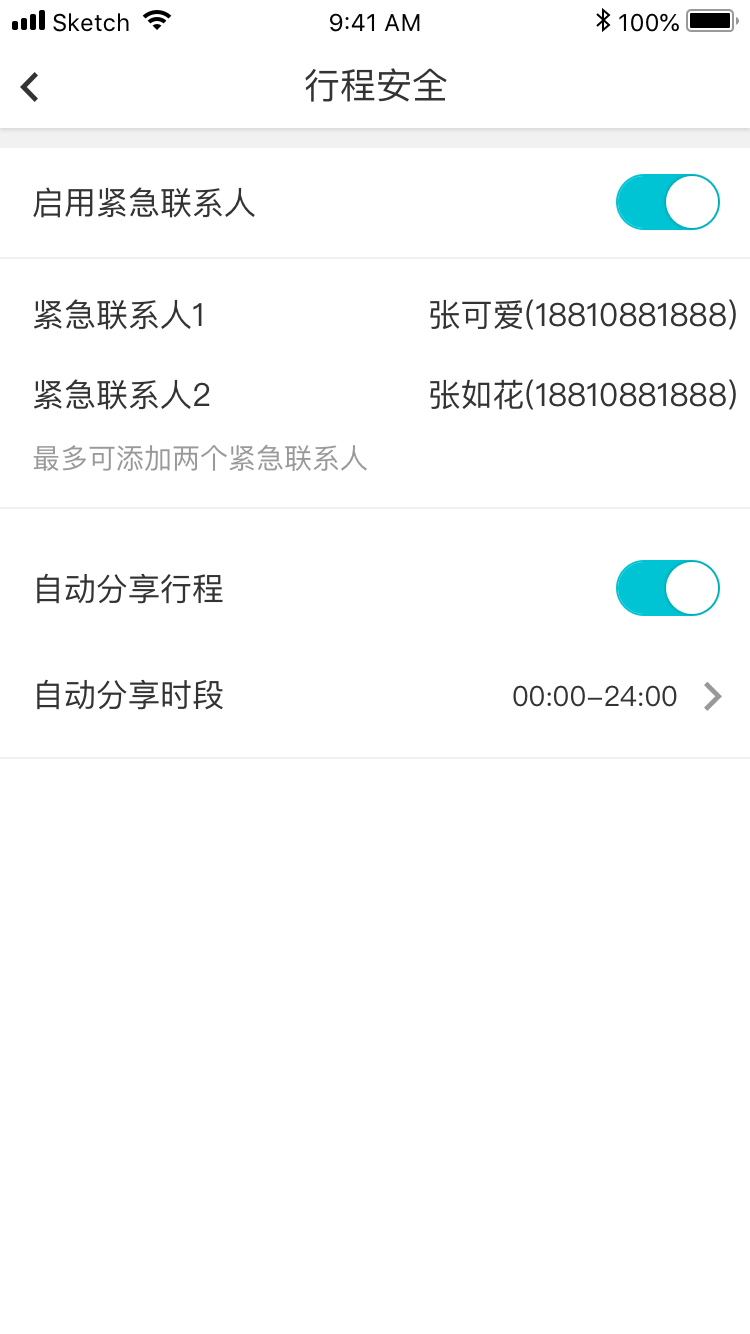 Sketch 9:41 AM 100%
行程安全
启用紧急联系人
紧急联系人1 张可爱(18810881888)
紧急联系人2 张如花(18810881888)
最多可添加两个紧急联系人
自动分享行程
自动分享时段 00:00–24:00